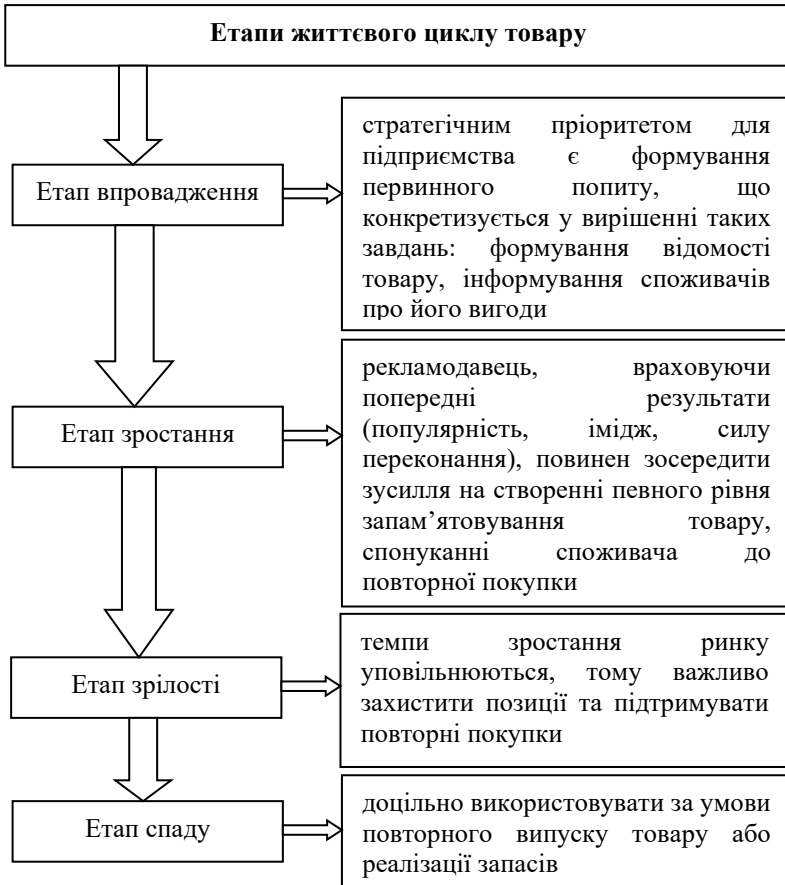 Етапи життєвого циклу товару
Етап впровадження
стратегічним пріоритетом для
підприємства є формування
первинного попиту, що
конкретизується у вирішенні таких
завдань: формування відомості
товару, інформування споживачів
про його вигоди
Етап зростання
рекламодавець, враховуючи
попередні результати
(популярність, імідж, силу
переконання), повинен зосередити
зусилля на створенні певного рівня
запам’ятовування товару,
спонуканні споживача до
повторної покупки
Етап зрілості
темпи зростання ринку
уповільнюються, тому важливо
захистити позиції та підтримувати
повторні покупки
Етап спаду
доцільно використовувати за умови
повторного випуску товару або
реалізації запасів